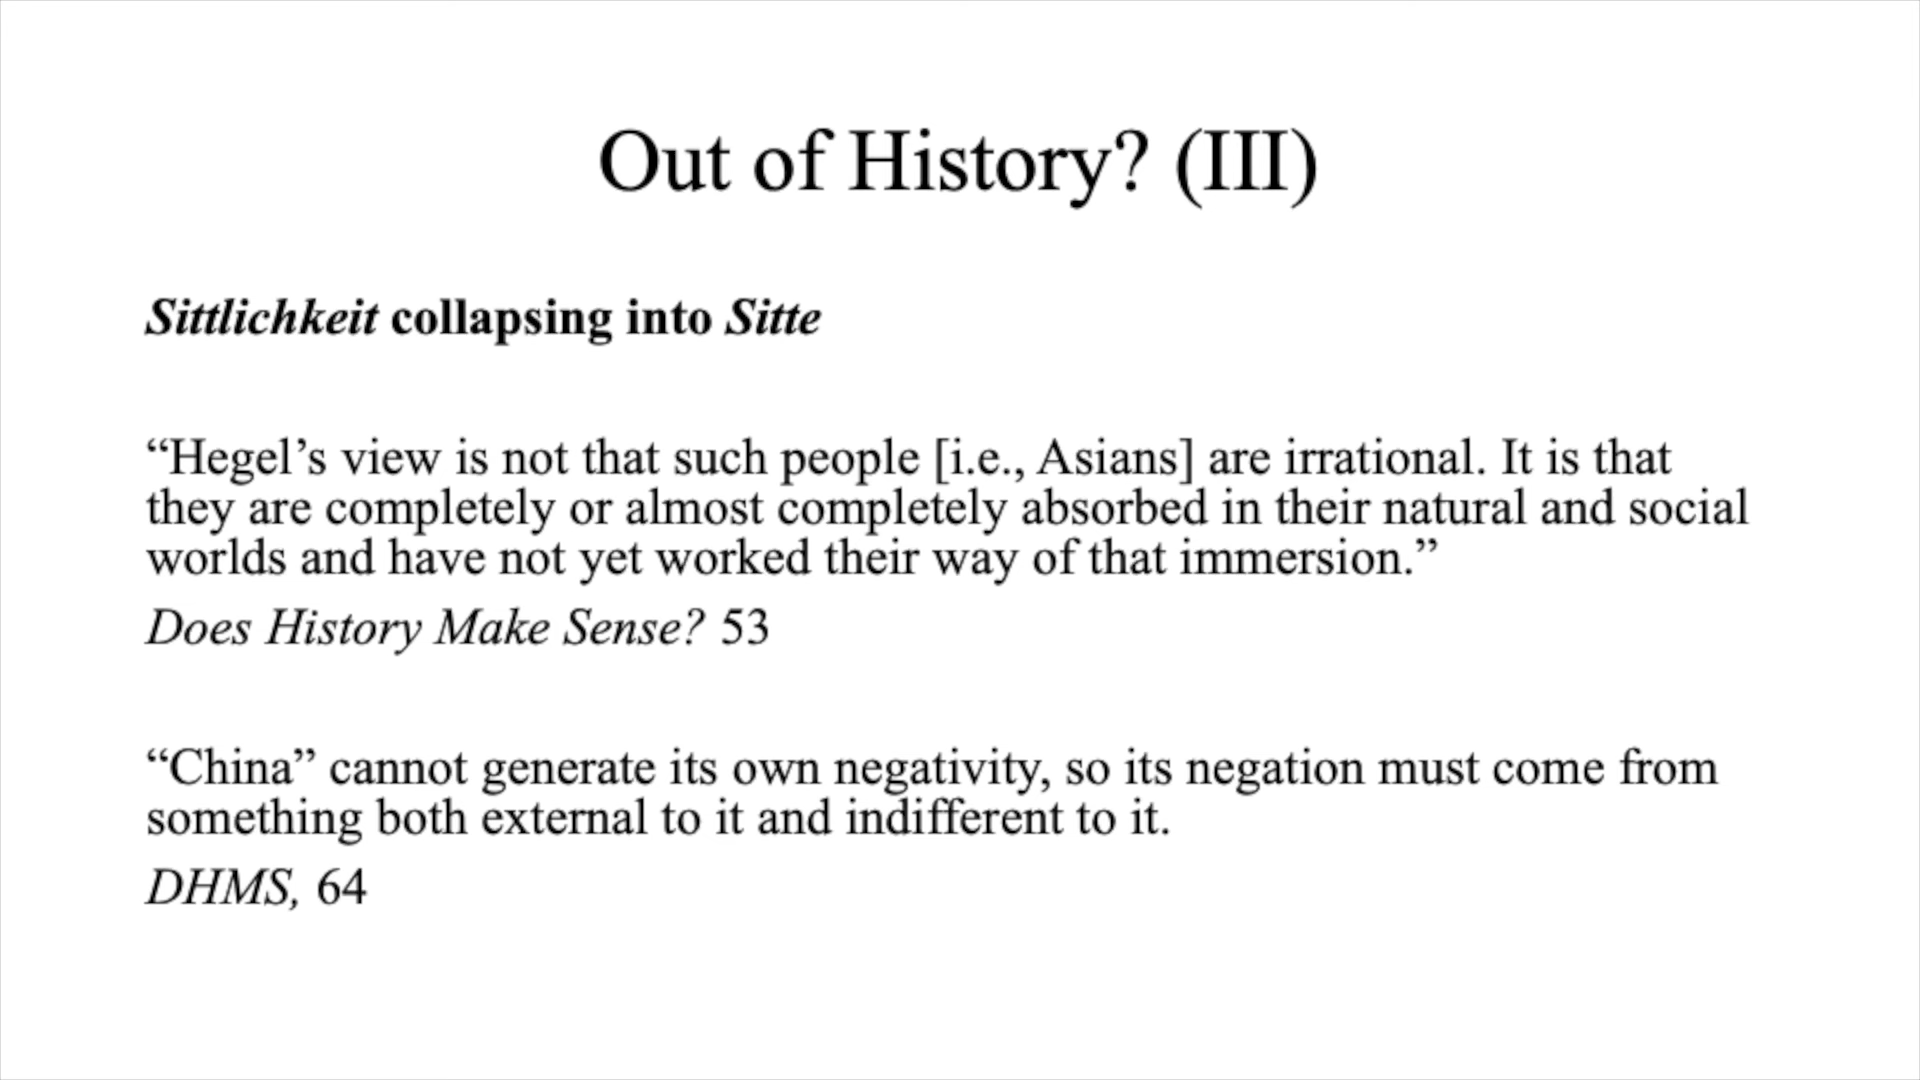 Out of History? (III)
Sittlichkeit collapsing into Sitte
“Hegel’s view is not that such people [i.e., Asians] are irrational. It is that
they are completely or almost completely absorbed in their natural and social
worlds and have not yet worked their way of that immersion.”
Does History Make Sense? 53
“China” cannot generate its own negativity, so its negation must come from
something both external to it and indifferent to it.
DHMS, 64